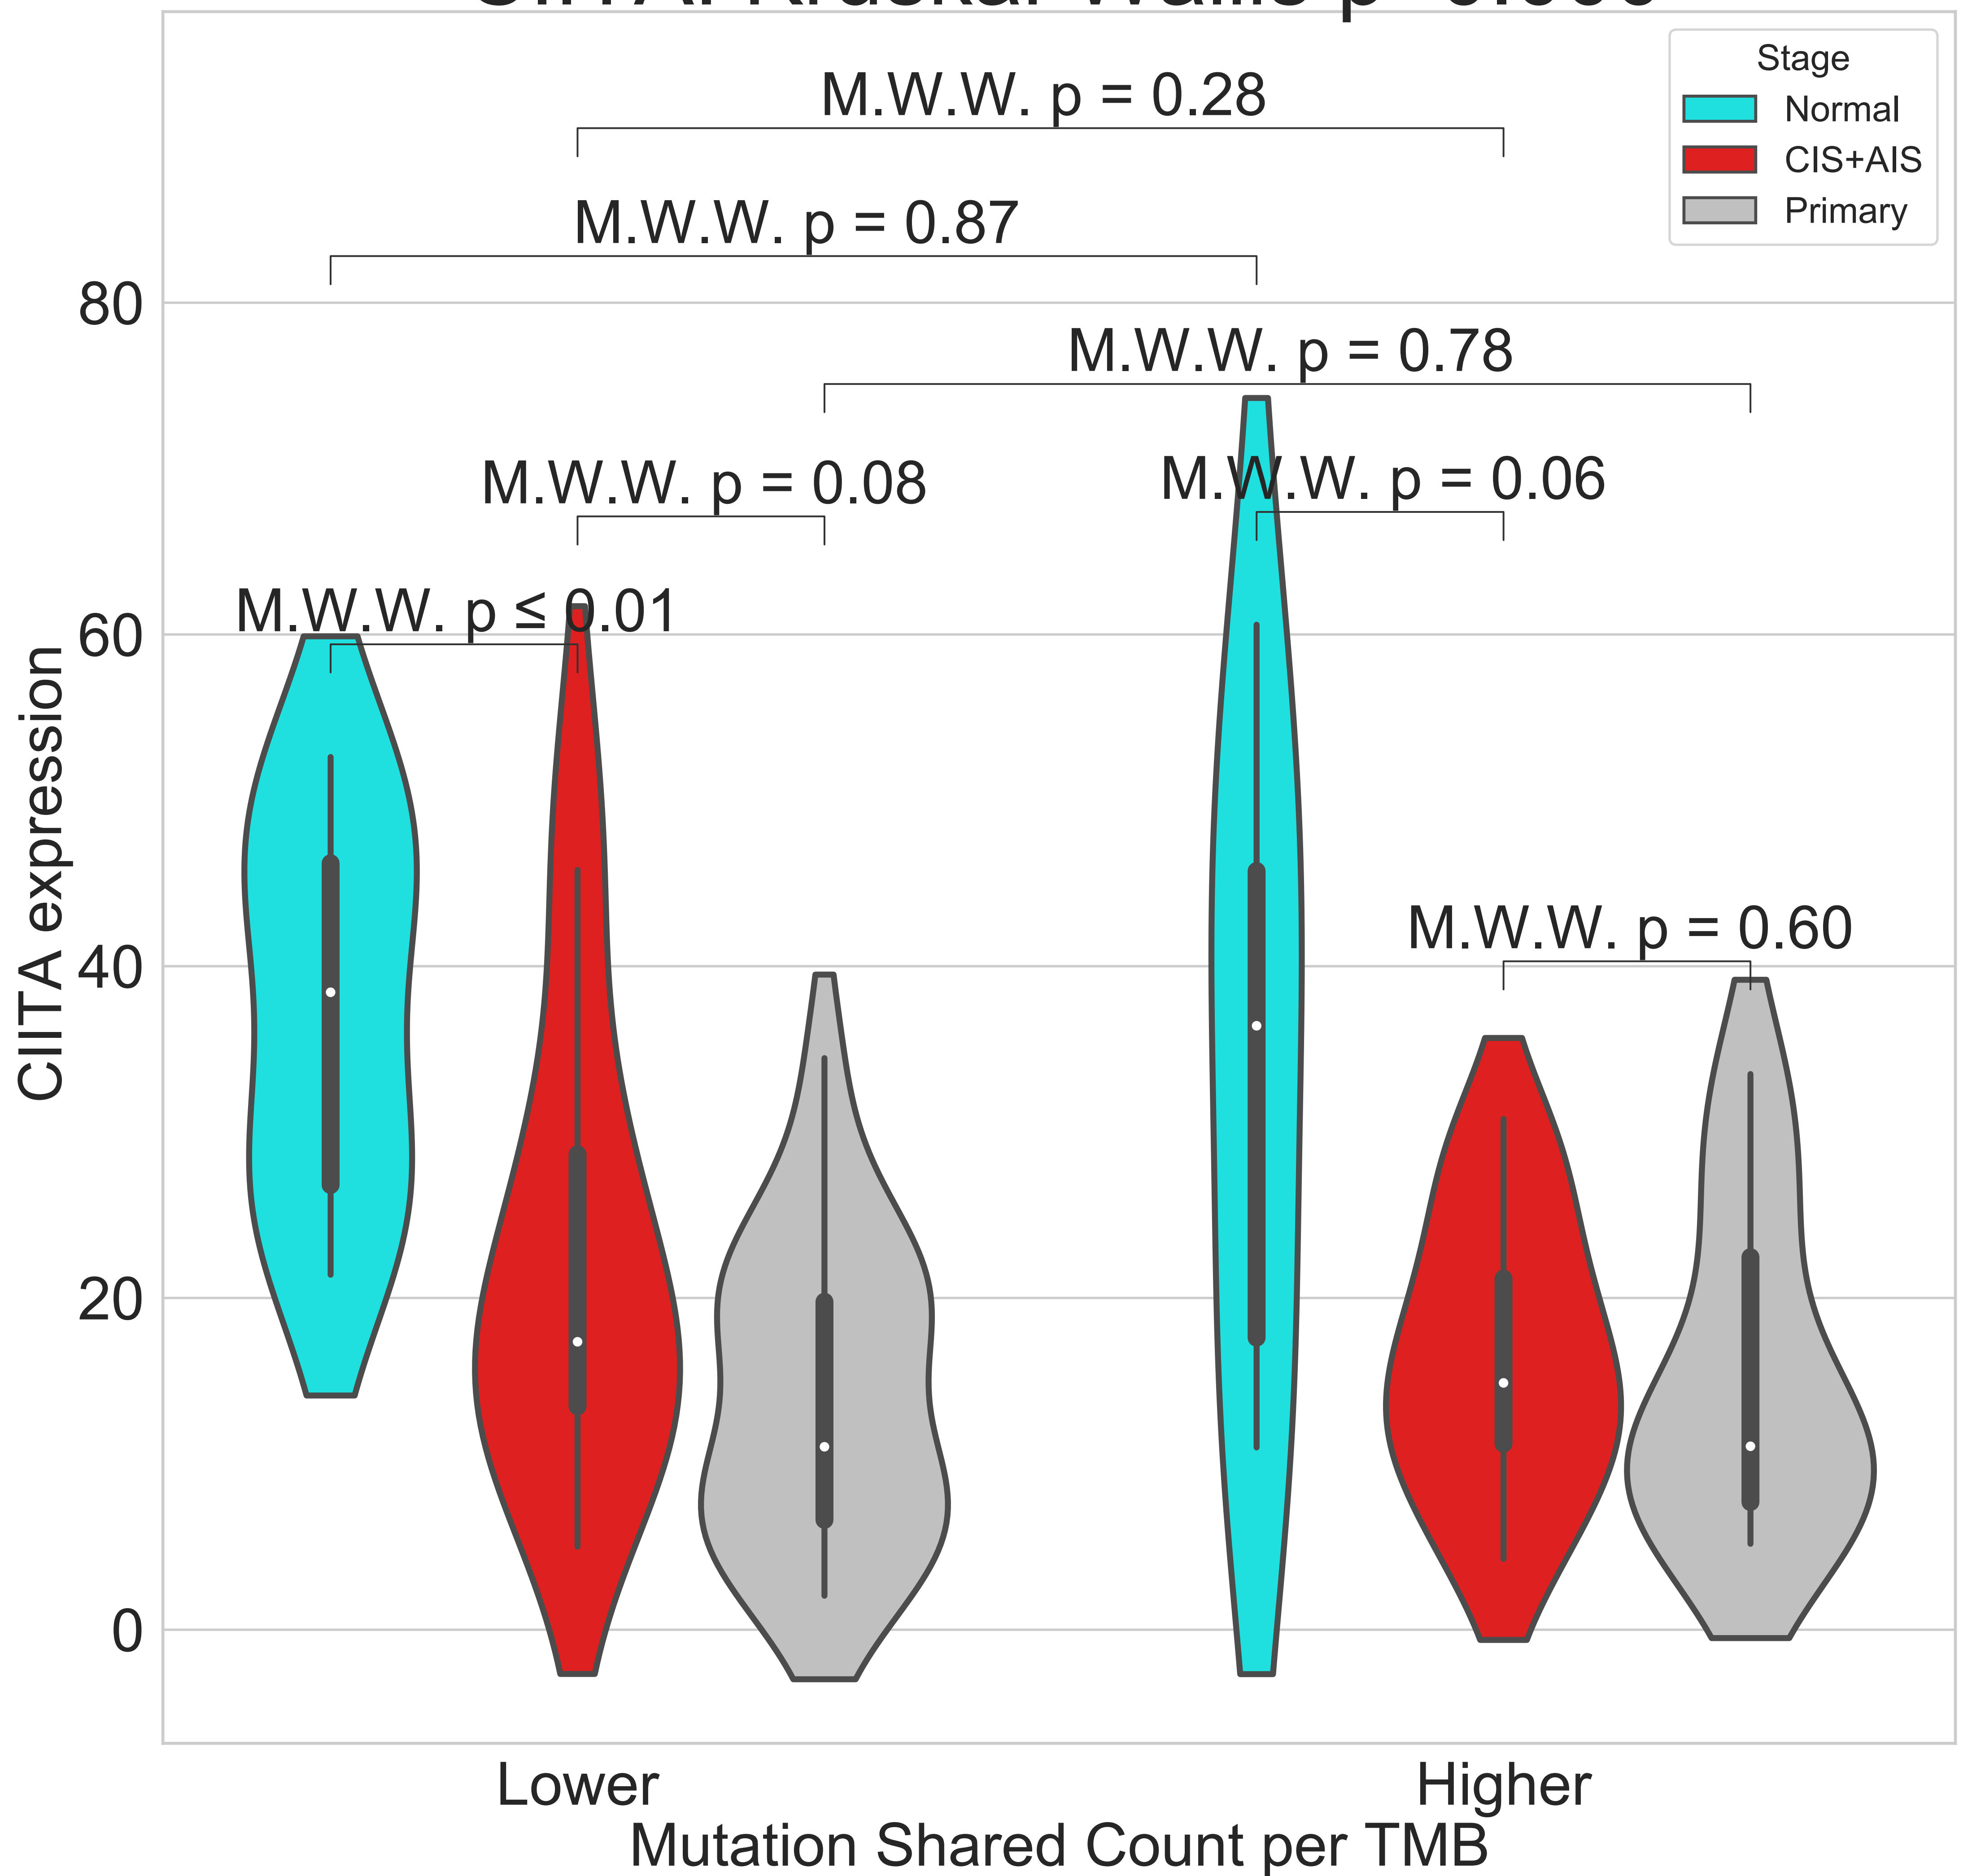 Stage
Normal
CIS+AIS
Primary
M.W.W. p = 0.28
M.W.W. p = 0.87
M.W.W. p = 0.78
M.W.W. p = 0.08
M.W.W. p = 0.06
M.W.W. p ≤ 0.01
M.W.W. p = 0.60
CIITA expression
80
60
40
20
0
Lower
Higher
Mutation Shared Count per TMB